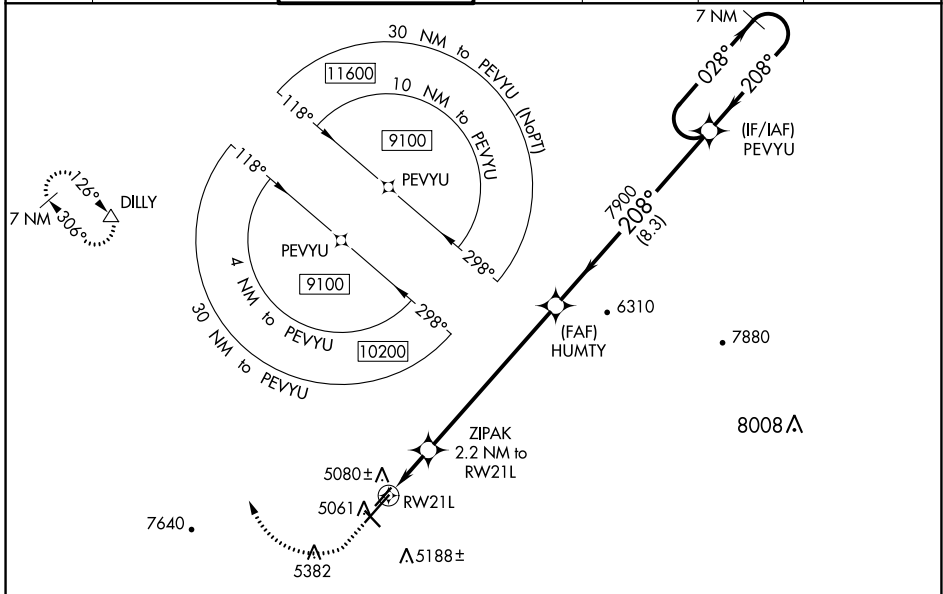 7 NM
30 NM to PEVYU (NoPT)
11600
10 NM to PEVYU
028°
208°
118°
9100
(IF/IAF)
PEVYU
PEVYU
118°
126°
DILLY
7 NM
306°
298°
7900
208°
(8.3)
PEVYU
9100
4 NM to PEVYU
298°
30 NM to PEVYU
10200
6310
(FAF)
HUMTY
7880
8008
ZIPAK
2.2 NM to
RW21L
5080±
RW21L
5061
7640
5382
5188±